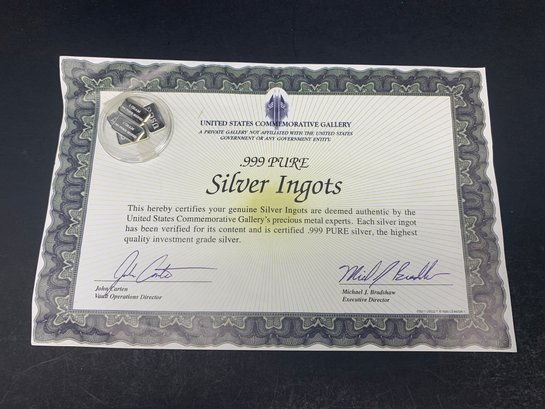 UNITED STATES COMMEMORATIVE GALLERY
A PRIVATE GALLERY NOT AFFILIATED WITH THE UNITED STATES
GOVERNMENT OR ANY GOVERNMENT ENTITY.
.999 PURE
Silver Ingots
This hereby certifies your genuine Silver Ingots are deemed authentic by the
United States Commemorative Gallery's precious metal experts. Each silver ingot
has been verified for its content and is certified .999 PURE silver, the highest
quality investment grade silver.
John Carten
Vault Operations Director
Michael J. Bradshaw
Executive Director